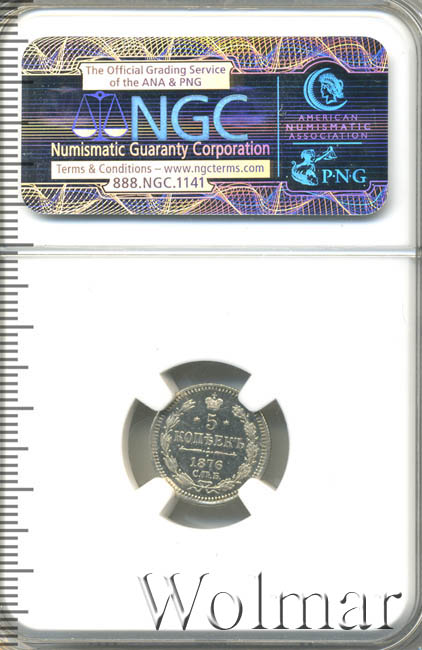 The Official Grading Service
of the ANA & PNG
NGC
Numismatic Guaranty Corporation
Terms & Conditions – www.ngcterms.com
888.NGC.1141
AMERICAN
NUMISMATIC
ASSOCIATION
PNG
5
КОПѢЕКЪ
1876
С.П.Б.
Wolmar